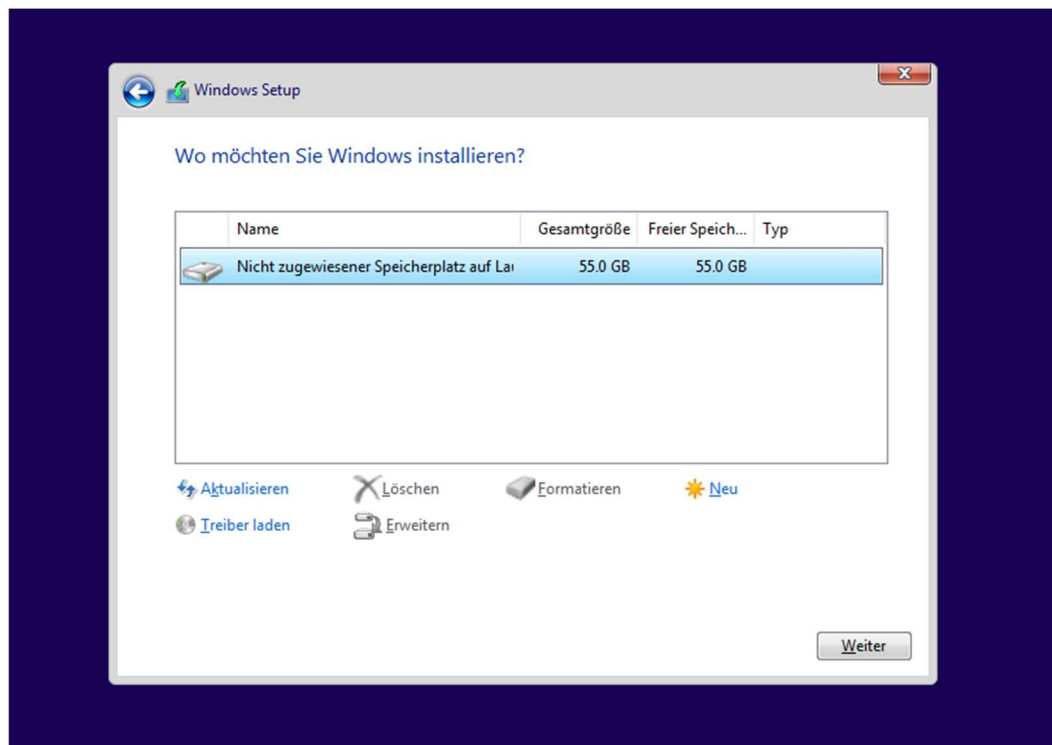 Windows Setup
Wo möchten Sie Windows installieren?
Name Gesamtgröße Freier Speich... Typ
Nicht zugewiesener Speicherplatz auf 55.0 GB 55.0 GB
Aktualisieren Löschen Formatieren Neu
Treiber laden Erweitern
Weiter